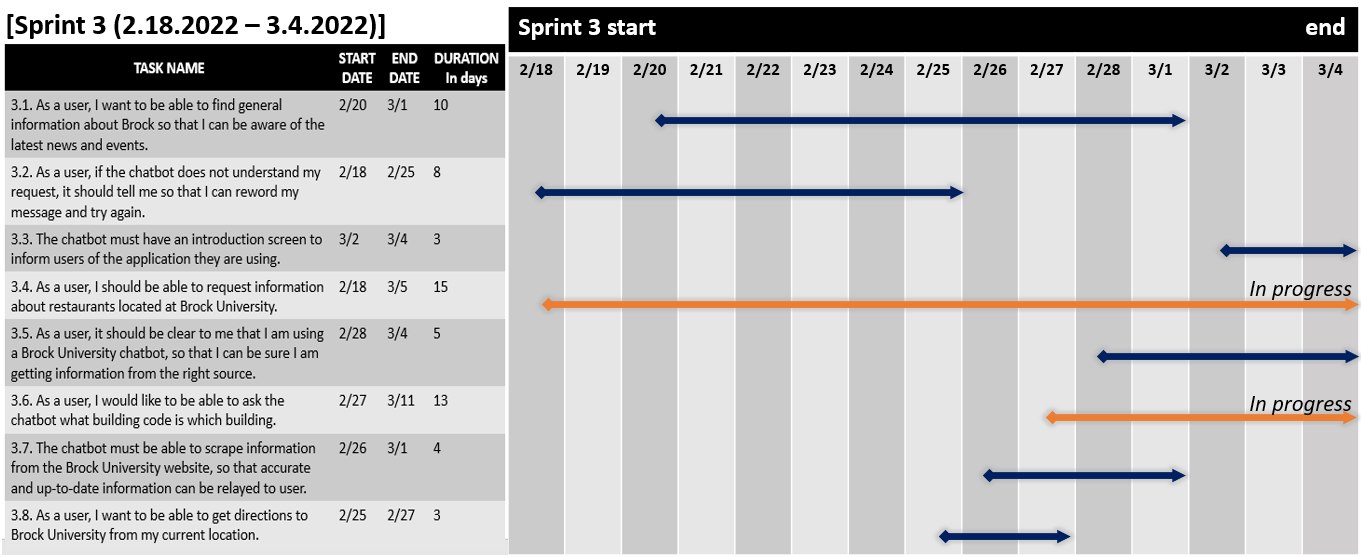 [Sprint 3 (2.18.2022 – 3.4.2022)]
Sprint 3 start end
TASK NAME START DATE END DATE DURATION In days
2/18 2/19 2/20 2/21 2/22 2/23 2/24 2/25 2/26 2/27 2/28 3/1 3/2 3/3 3/4
3.1. As a user, I want to be able to find general 2/20 3/1 10
information about Brock so that I can be aware of the
latest news and events.
3.2. As a user, if the chatbot does not understand my 2/18 2/25 8
request, it should tell me so that I can reword my
message and try again.
3.3. The chatbot must have an introduction screen to 3/2 3/4 3
inform users of the application they are using.
3.4. As a user, I should be able to request information 2/18 3/5 15
about restaurants located at Brock University.
In progress
3.5. As a user, it should be clear to me that I am using 2/28 3/4 5
a Brock University chatbot, so that I can be sure I am
getting information from the right source.
3.6. As a user, I would like to be able to ask the 2/27 3/11 13
chatbot what building code is which building.
In progress
3.7. The chatbot must be able to scrape information 2/26 3/1 4
from the Brock University website, so that accurate
and up-to-date information can be relayed to user.
3.8. As a user, I want to be able to get directions to 2/25 2/27 3
Brock University from my current location.